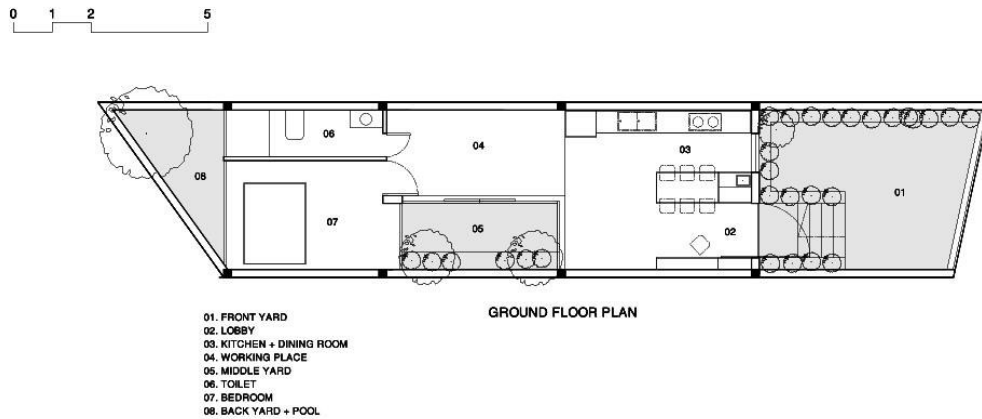 0 1 2 5
06
04
03
08
01
07
05
02
GROUND FLOOR PLAN
01. FRONT YARD
02. LOBBY
03. KITCHEN + DINING ROOM
04. WORKING PLACE
05. MIDDLE YARD
06. TOILET
07. BEDROOM
08. BACK YARD + POOL